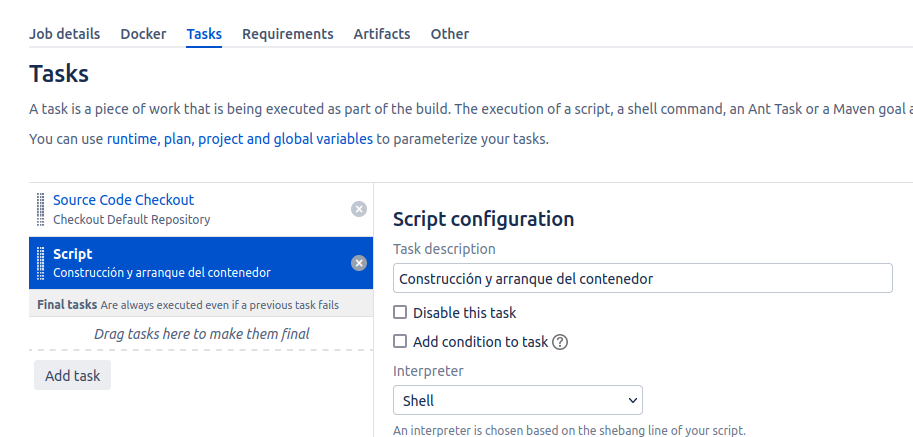 Job details Docker Tasks Requirements Artifacts Other
Tasks
A task is a piece of work that is being executed as part of the build. The execution of a script, a shell command, an Ant Task or a Maven goal a
You can use runtime, plan, project and global variables to parameterize your tasks.
Source Code Checkout
Checkout Default Repository
Script
Construcción y arranque del contenedor
Final tasks Are always executed even if a previous task fails
Drag tasks here to make them final
Add task
Script configuration
Task description
Construcción y arranque del contenedor
Disable this task
Add condition to task ?
Interpreter
Shell
An interpreter is chosen based on the shebang line of your script.